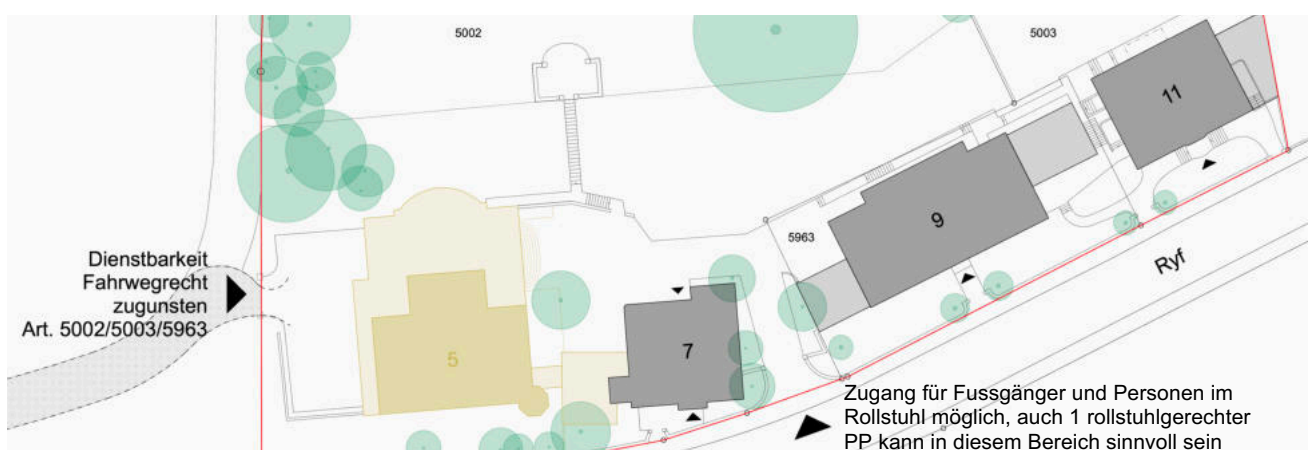 5002
5003
11
9
5963
Ryf
Dienstbarkeit
Fahrwegrecht
zugunsten
Art. 5002/5003/5963
5
7
Zugang für Fussgänger und Personen im
Rollstuhl möglich, auch 1 rollstuhlgerechter
PP kann in diesem Bereich sinnvoll sein